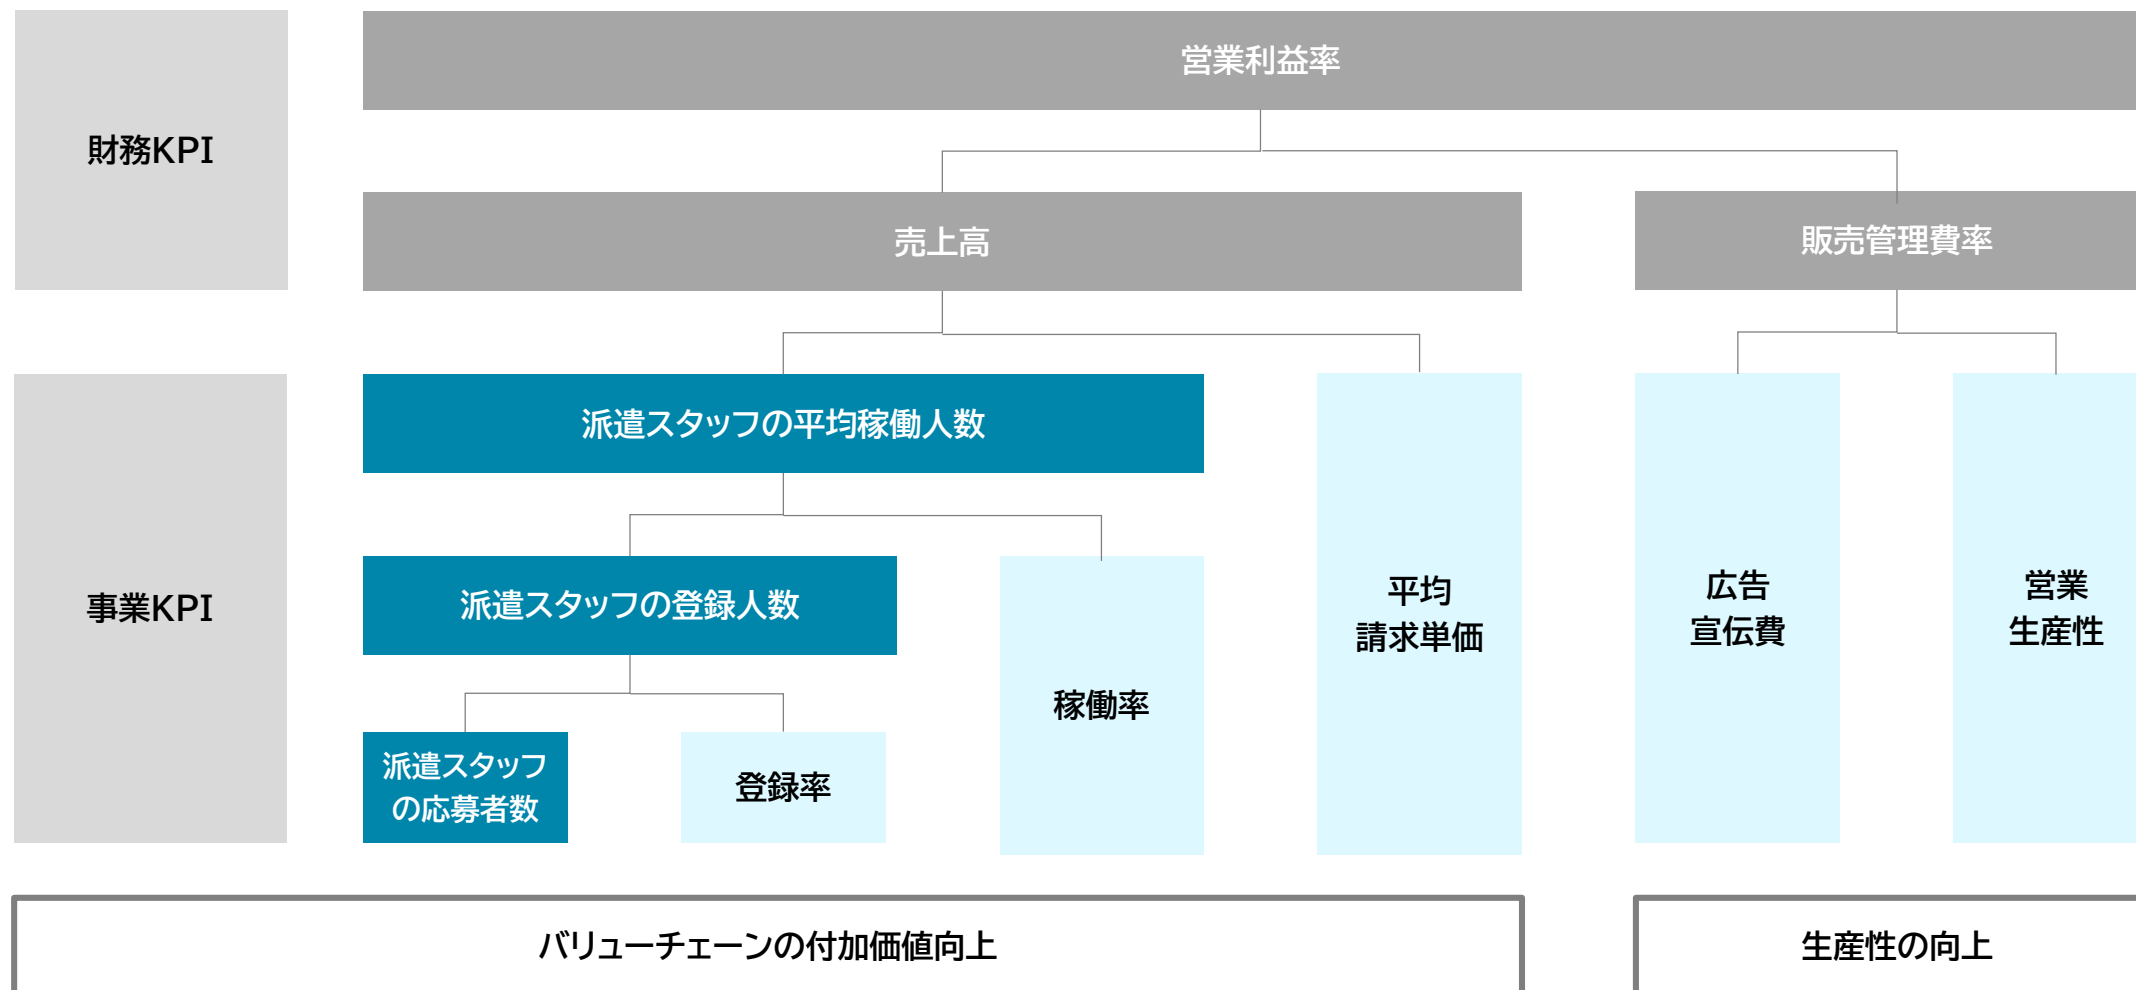 営業利益率
財務KPI
売上高
販売管理費率
派遣スタッフの平均稼働人数
事業KPI
派遣スタッフの登録人数
平均
請求単価
広告
宣伝費
営業
生産性
稼働率
派遣スタッフ
の応募者数
登録率
バリューチェーンの付加価値向上
生産性の向上